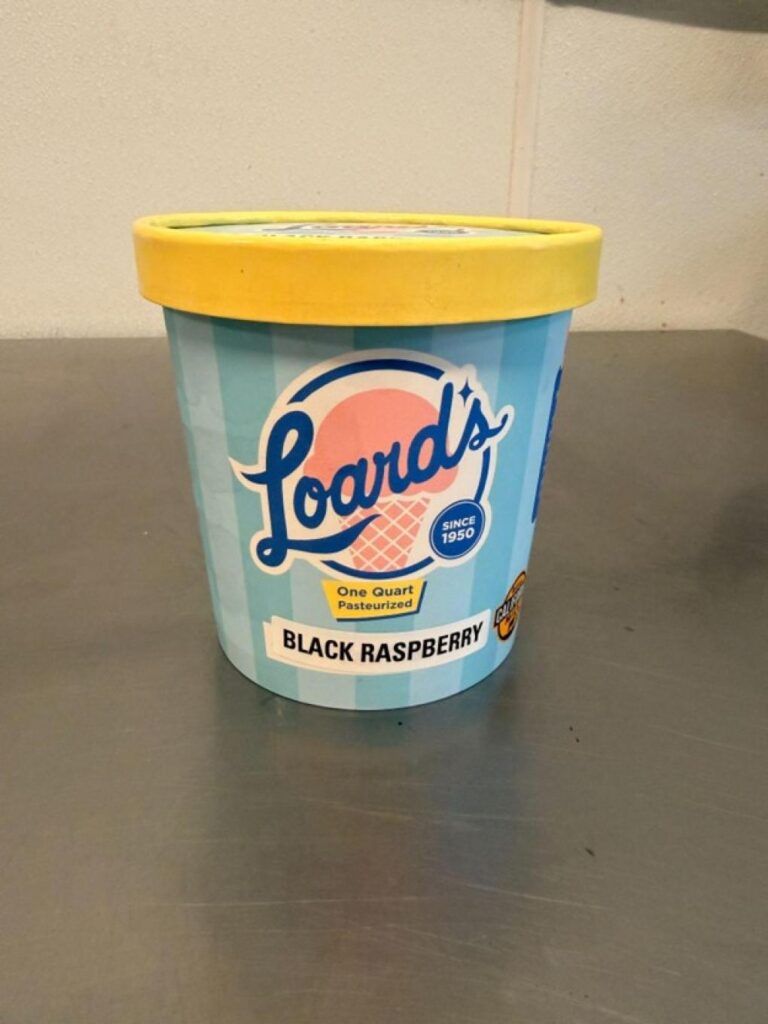 Loard's
SINCE
1950
One Quart
Pasteurized
BLACK RASPBERRY